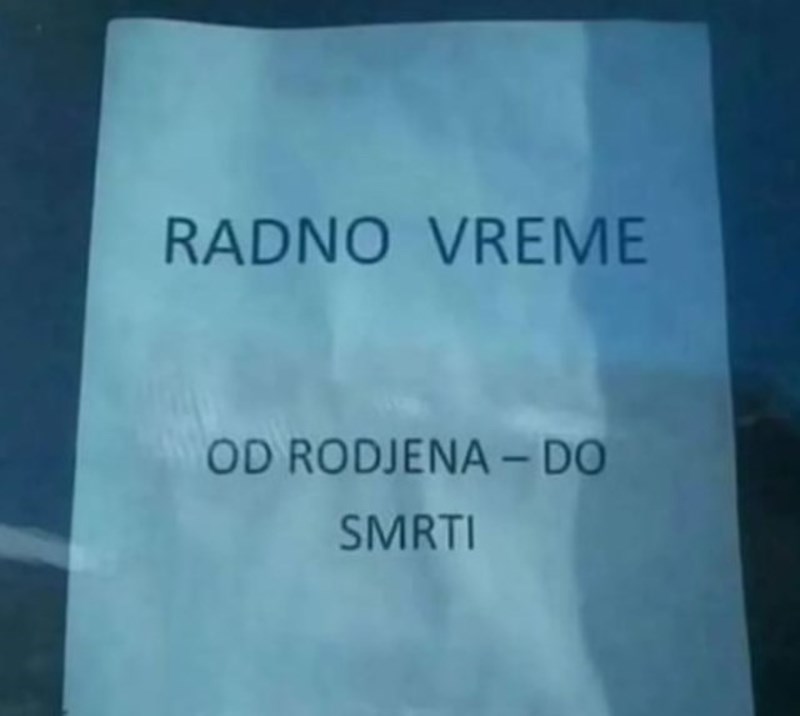 RADNO VREME
OD RODJENA – DO
SMRTI